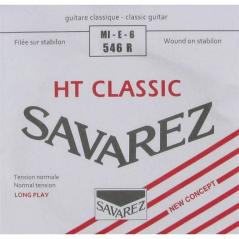 guitare classique - classic guitar
Filée sur stabilon
MI - E - 6
546 R
Wound on stabilon
HT CLASSIC
SAVAREZ
Tension normale
Normal tension
LONG PLAY
SAVAREZ
NEW CONCEPT